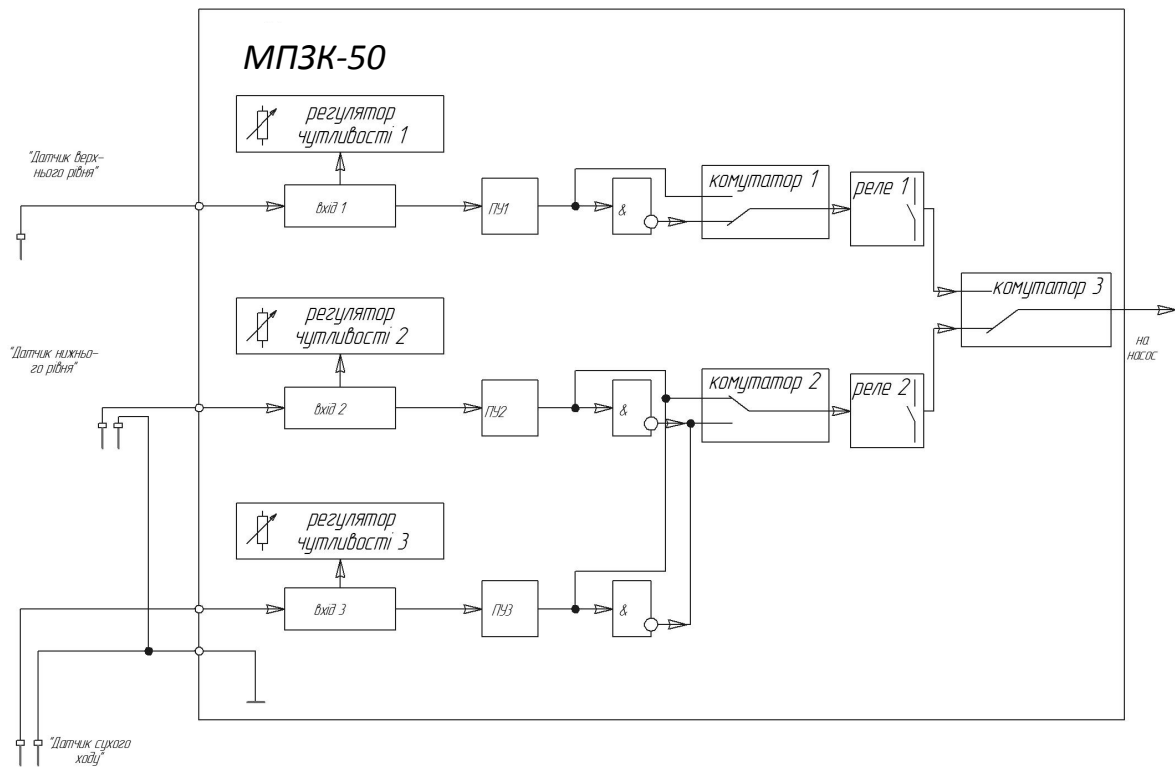 МПЗК-50
регулятор
чутливості 1
"Датчик верх-
нього рівня"
вхід 1
ПУ1
&
комутатор 1
реле 1
комутатор 3
на
насос
регулятор
чутливості 2
"Датчик нижньо-
го рівня"
вхід 2
ПУ2
&
комутатор 2
реле 2
регулятор
чутливості 3
вхід 3
ПУ3
&
"Датчик сухого
ходу"